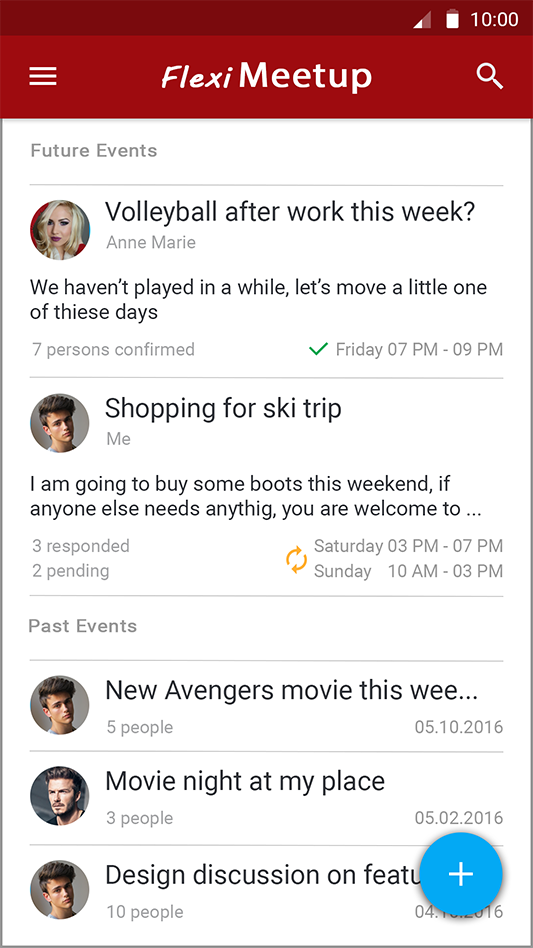 10:00
Flexi Meetup
Future Events
Volleyball after work this week?
Anne Marie
We haven’t played in a while, let’s move a little one
of thiese days
7 persons confirmed
Friday 07 PM - 09 PM
Shopping for ski trip
Me
I am going to buy some boots this weekend, if
anyone else needs anythig, you are welcome to ...
3 responded
Saturday 03 PM - 07 PM
2 pending
Sunday 10 AM - 03 PM
Past Events
New Avengers movie this wee...
5 people
05.10.2016
Movie night at my place
3 people
05.02.2016
Design discussion on featu
10 people
04. 2016